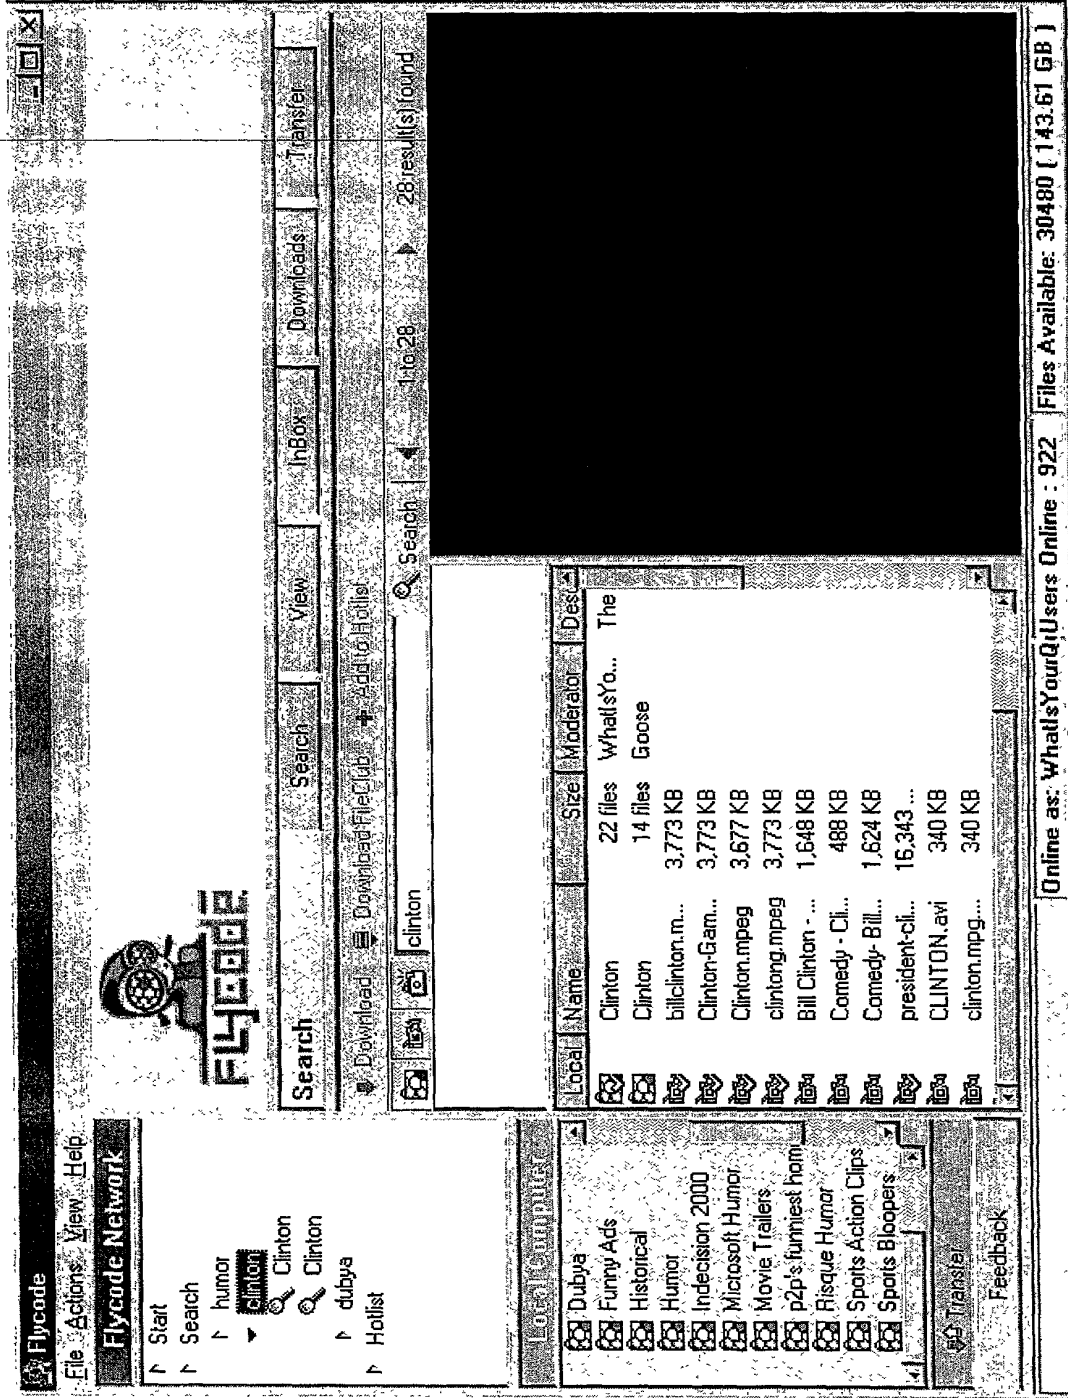 Flycode
File Actions View Help
Flycode Network
Start
Search
humor
clinton
Clinton
Clinton
dubya
Hotlist
Local Computer
Dubya
Funny Ads
Historical
Humor
Indecision 2000
Microsoft Humor
Movie Trailers
p2p's funniest hom
Risque Humor
Sports Action Clips
Sports Bloopers
Transfer
Feedback
FLYCODE
Search Search View InBox Downloads Transfer
Download Download FileClub Add to Hotlist
clinton Search 1 to 28 28 result(s) found
Local Name Size Moderator Desc
Clinton 22 files WhatIsYo... The
Clinton 14 files Goose
billclinton.m... 3,773 KB
Clinton-Gam... 3,773 KB
Clinton.mpeg 3,677 KB
clintong.mpeg 3,773 KB
Bill Clinton - ... 1,648 KB
Comedy - Cli... 488 KB
Comedy- Bill... 1,624 KB
president-cli... 16,343 ...
CLINTON.avi 340 KB
clinton.mpg... 340 KB
Online as: WhatIsYourQiUsers Online : 922 Files Available: 30480 ( 143.61 GB )